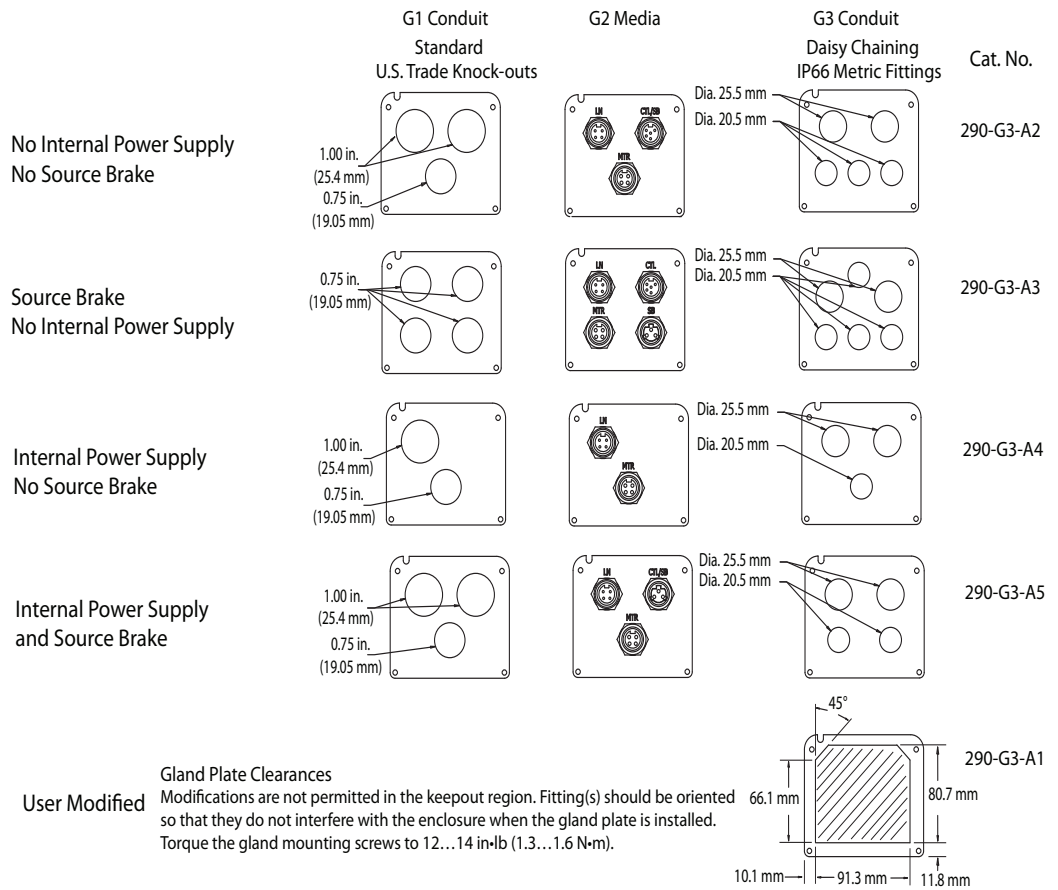 G1 Conduit
G2 Media
G3 Conduit
Standard
U.S. Trade Knock-outs
Daisy Chaining
IP66 Metric Fittings
Cat. No.
No Internal Power Supply
No Source Brake
1.00 in.
(25.4 mm)
0.75 in.
(19.05 mm)
LN
CTL/SB
MTR
Dia. 25.5 mm
Dia. 20.5 mm
290-G3-A2
Source Brake
No Internal Power Supply
0.75 in.
(19.05 mm)
LN
CTL
MTR
SB
Dia. 25.5 mm
Dia. 20.5 mm
290-G3-A3
Internal Power Supply
No Source Brake
1.00 in.
(25.4 mm)
0.75 in.
(19.05 mm)
LN
MTR
Dia. 25.5 mm
Dia. 20.5 mm
290-G3-A4
Internal Power Supply
and Source Brake
1.00 in.
(25.4 mm)
0.75 in.
(19.05 mm)
LN
CTL/SB
MTR
Dia. 25.5 mm
Dia. 20.5 mm
290-G3-A5
User Modified
Gland Plate Clearances
Modifications are not permitted in the keepout region. Fitting(s) should be oriented
so that they do not interfere with the enclosure when the gland plate is installed.
Torque the gland mounting screws to 12…14 in•lb (1.3…1.6 N•m).
45°
66.1 mm
80.7 mm
10.1 mm
91.3 mm
11.8 mm
290-G3-A1